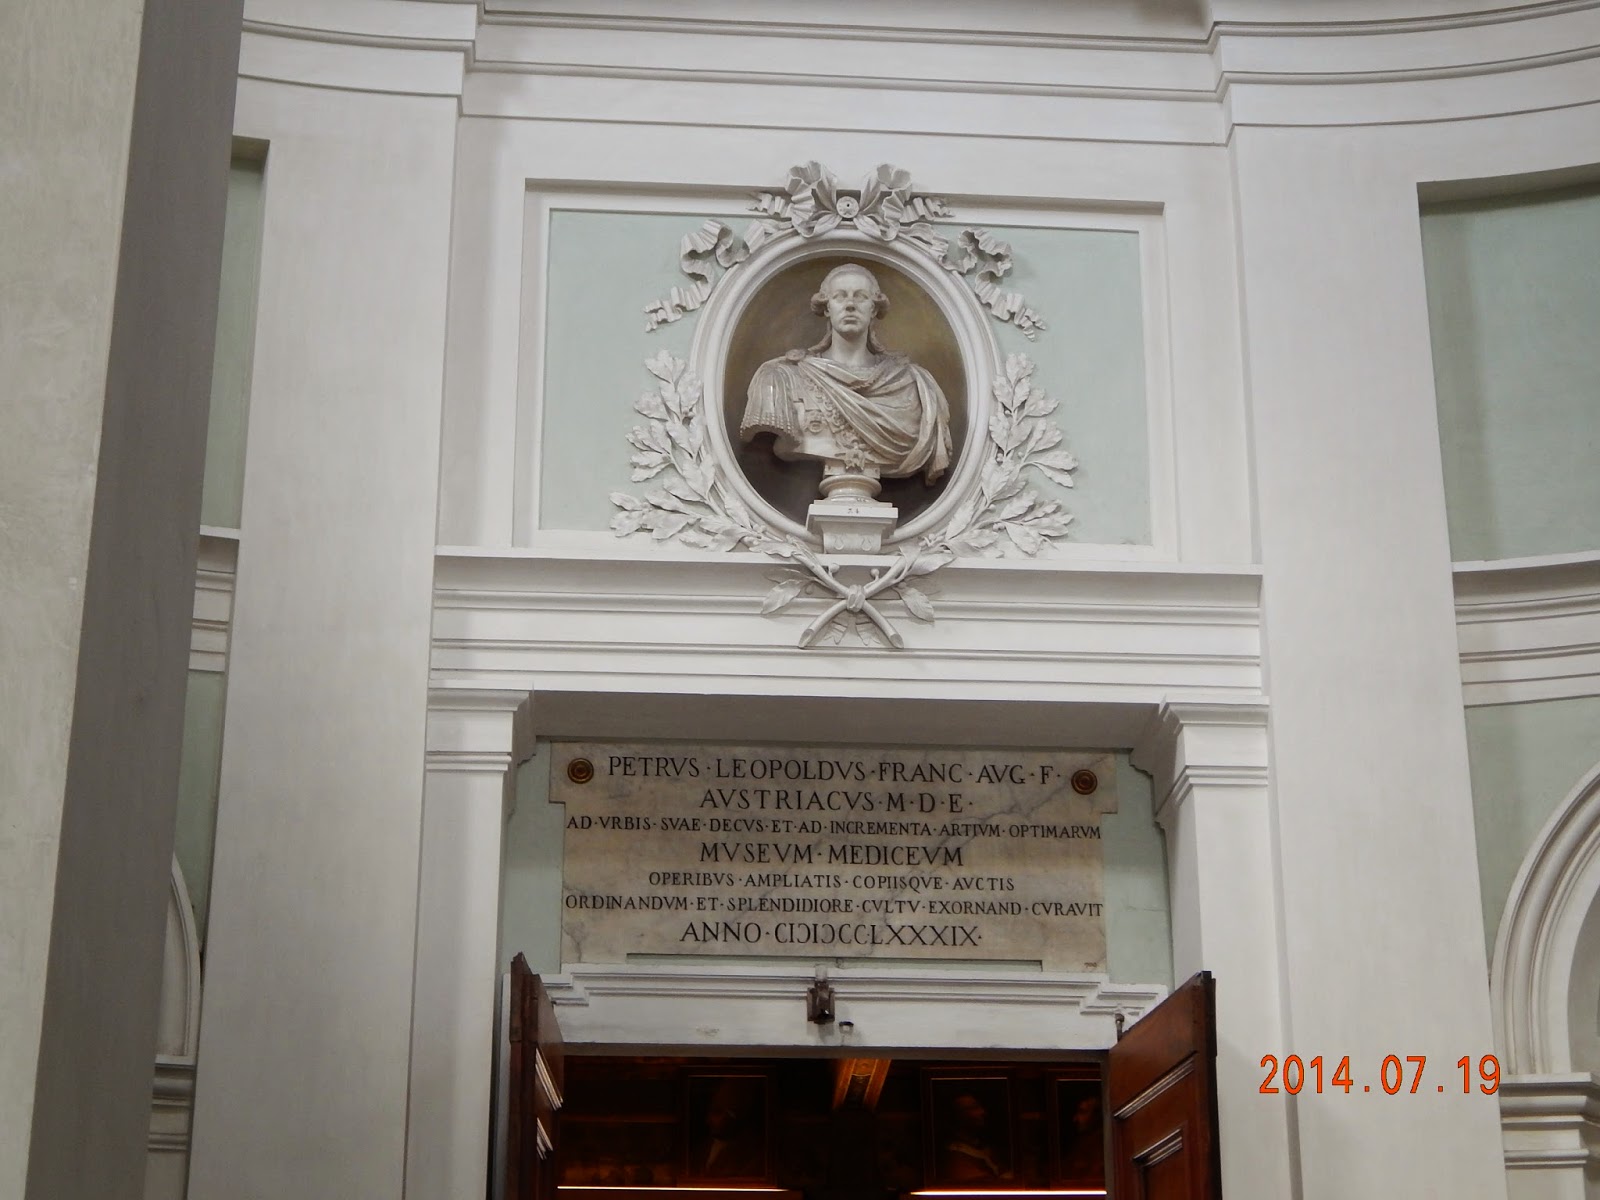 PETRVS·LEOPOLDVS·FRANC·AVG·F·
AVSTRIACVS·M·D·E·
AD·VRBIS·SVAE·DECVS·ET·AD·INCREMENTA·ARTIVM·OPTIMARVM
MVSEVM·MEDICEVM
OPERIBVS·AMPLIATIS·COPIISQVE·AVCTIS
ORDINANDVM·ET·SPLENDIDIORE·CVLTV·EXORNAND·CVRAVIT
ANNO·CIƆIƆCCLXXXIX·
2014.07.19